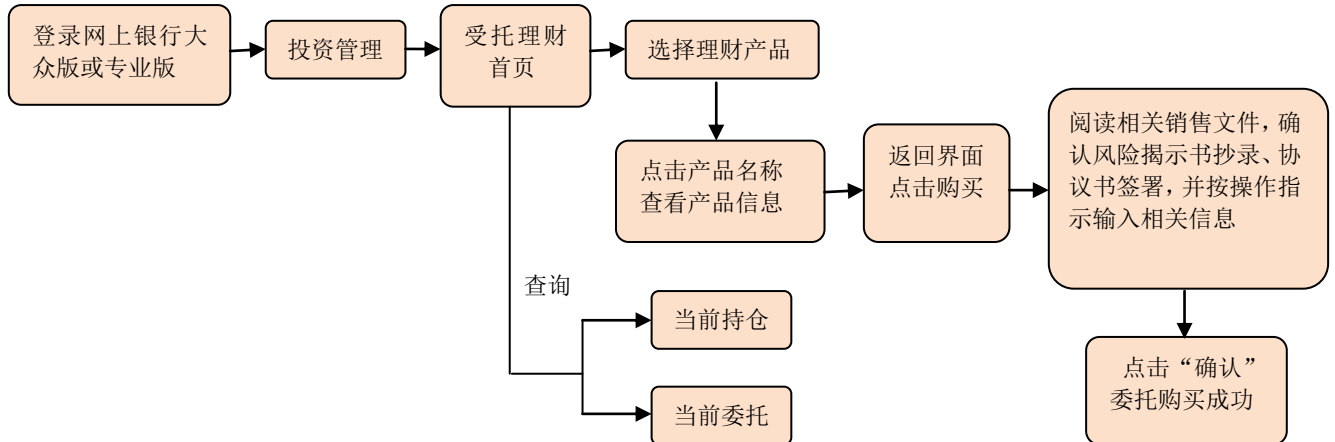 登录网上银行大
众版或专业版
投资管理
受托理财
首页
选择理财产品
点击产品名称
查看产品信息
返回界面
点击购买
阅读相关销售文件，确
认风险揭示书抄录、协
议书签署，并按操作指
示输入相关信息
查询
当前持仓
当前委托
点击“确认”
委托购买成功